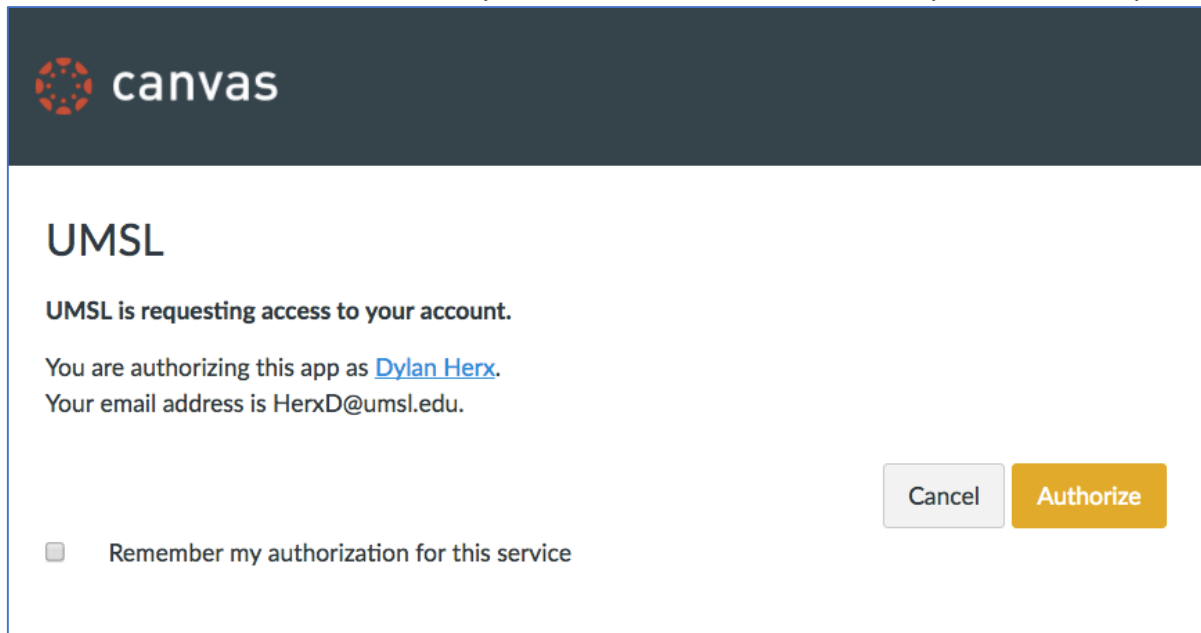 canvas
UMSL
UMSL is requesting access to your account.
You are authorizing this app as Dylan Herx.
Your email address is HerxD@umsl.edu.
Cancel
Authorize
Remember my authorization for this service